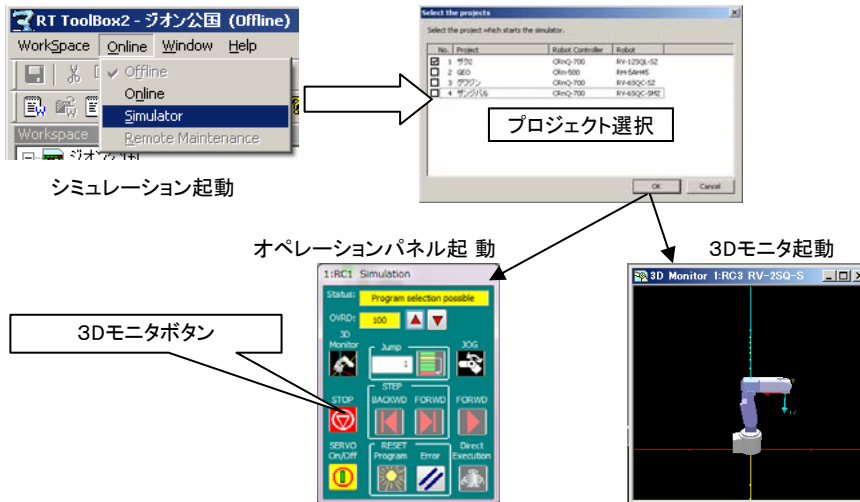 RT ToolBox2 - ジオン公国 (Offline)
WorkSpace Online Window Help
Offline
Online
Simulator
Remote Maintenance
Workspace
ジオン公国
シミュレーション起動
Select the projects
Select the project which starts the simulator.
No. Project Robot Controller Robot
1 ザク2 CRnQ-700 RV-12SQL-SZ
2 GEO CRn-500 RH-5AH45
3 CRnQ-700 RV-6SQC-SZ
4 CRnQ-700 RV-6SQC-SMZ
プロジェクト選択
OK Cancel
オペレーションパネル起 動
3Dモニタ起動
1:RC1 Simulation
Status: Program selection possible
OVRD: 100
3D Monitor Jump 1 JOG
STEP
STOP BACKWD FORWD FORWD
SERVO On/Off RESET Program Error Direct Execution
3Dモニタボタン
3D Monitor 1:RC3 RV-2SQ-S